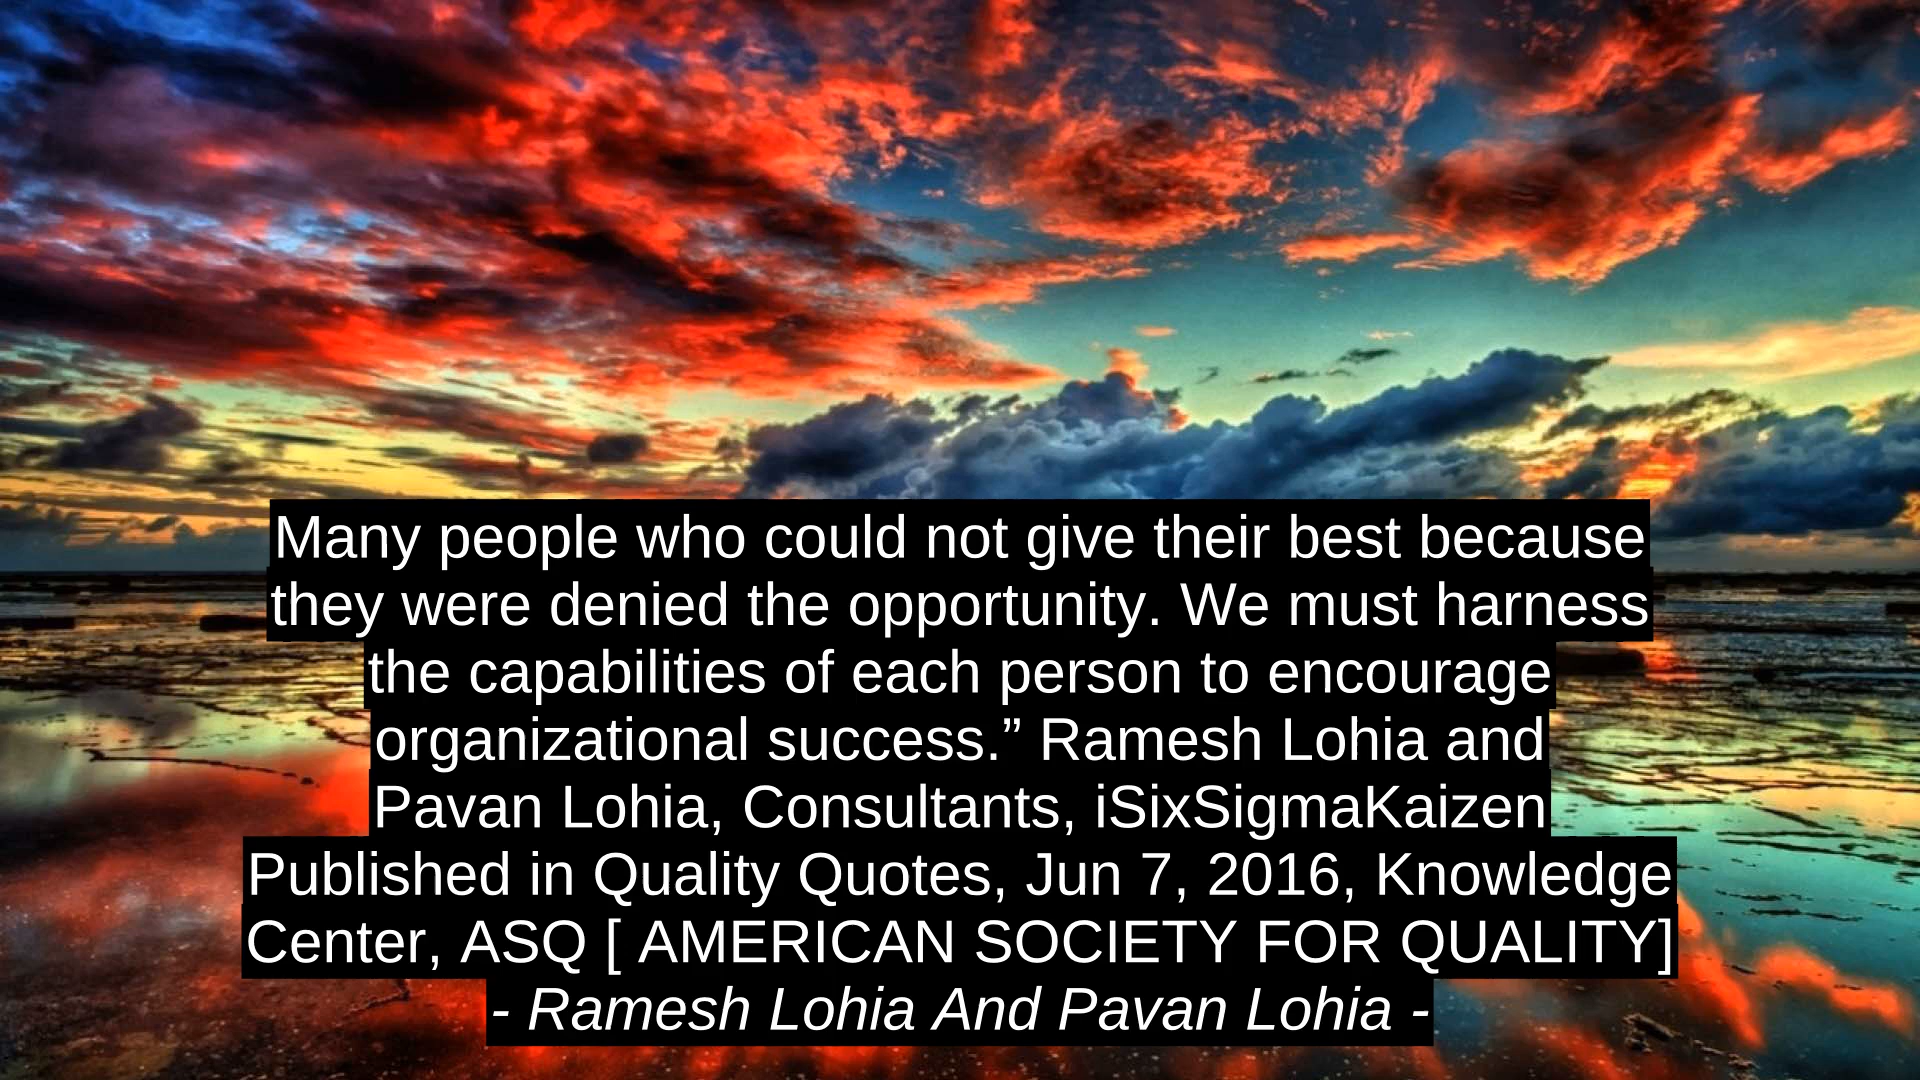 Many people who could not give their best because
they were denied the opportunity. We must harness
the capabilities of each person to encourage
organizational success.” Ramesh Lohia and
Pavan Lohia, Consultants, iSixSigmaKaizen
Published in Quality Quotes, Jun 7, 2016, Knowledge
Center, ASQ [ AMERICAN SOCIETY FOR QUALITY]
- Ramesh Lohia And Pavan Lohia -